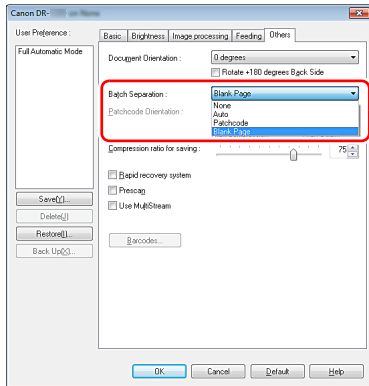 Canon DR-
User Preference :
Full Automatic Mode
Save(Y)...
Delete(J)
Restore(I)...
Back Up(X)...
Basic Brightness Image processing Feeding Others
Document Orientation : 0 degrees
Rotate +180 degrees Back Side
Batch Separation : Blank Page
Patchcode Orientation :
None
Auto
Patchcode
Blank Page
Compression ratio for saving : 75
Rapid recovery system
Prescan
Use MultiStream
Barcodes...
OK Cancel Default Help